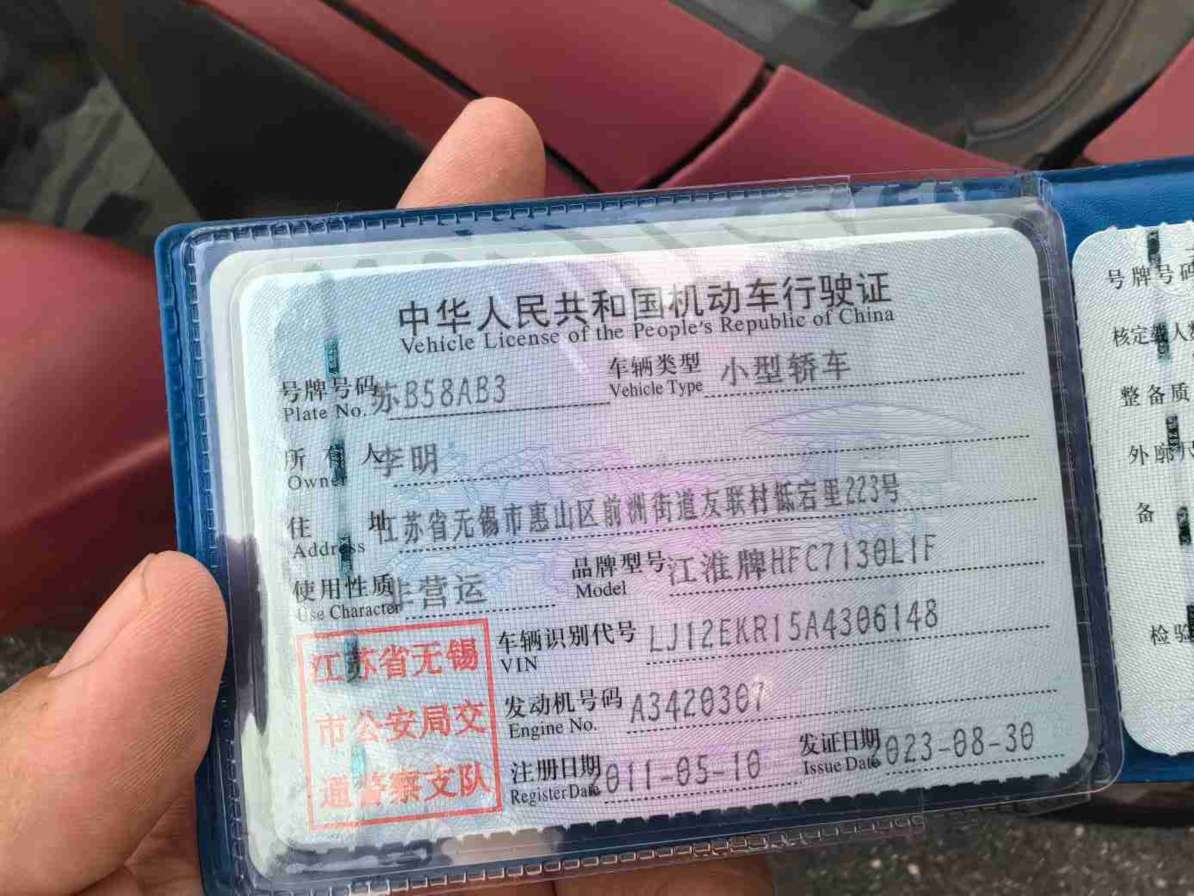 中华人民共和国机动车行驶证
Vehicle License of the People's Republic of China
号牌号码 苏B58AB3 车辆类型 小型轿车
Plate No. Vehicle Type
所有人 李明
Owner
住 地江苏省无锡市惠山区前洲街道友联村低宕里223号
Address
使用性质 非营运 品牌型号 江淮牌HFC7130L1F
Use Character Model
车辆识别代号 LJ12EKR15A4306148
VIN
发动机号码 A3420307
Engine No.
注册日期 011-05-10 发证日期 023-08-30
Register Date Issue Date
江苏省无锡
市公安局交
通警察支队
号牌号码
核定载人
整备质
外廓尺
备
检验